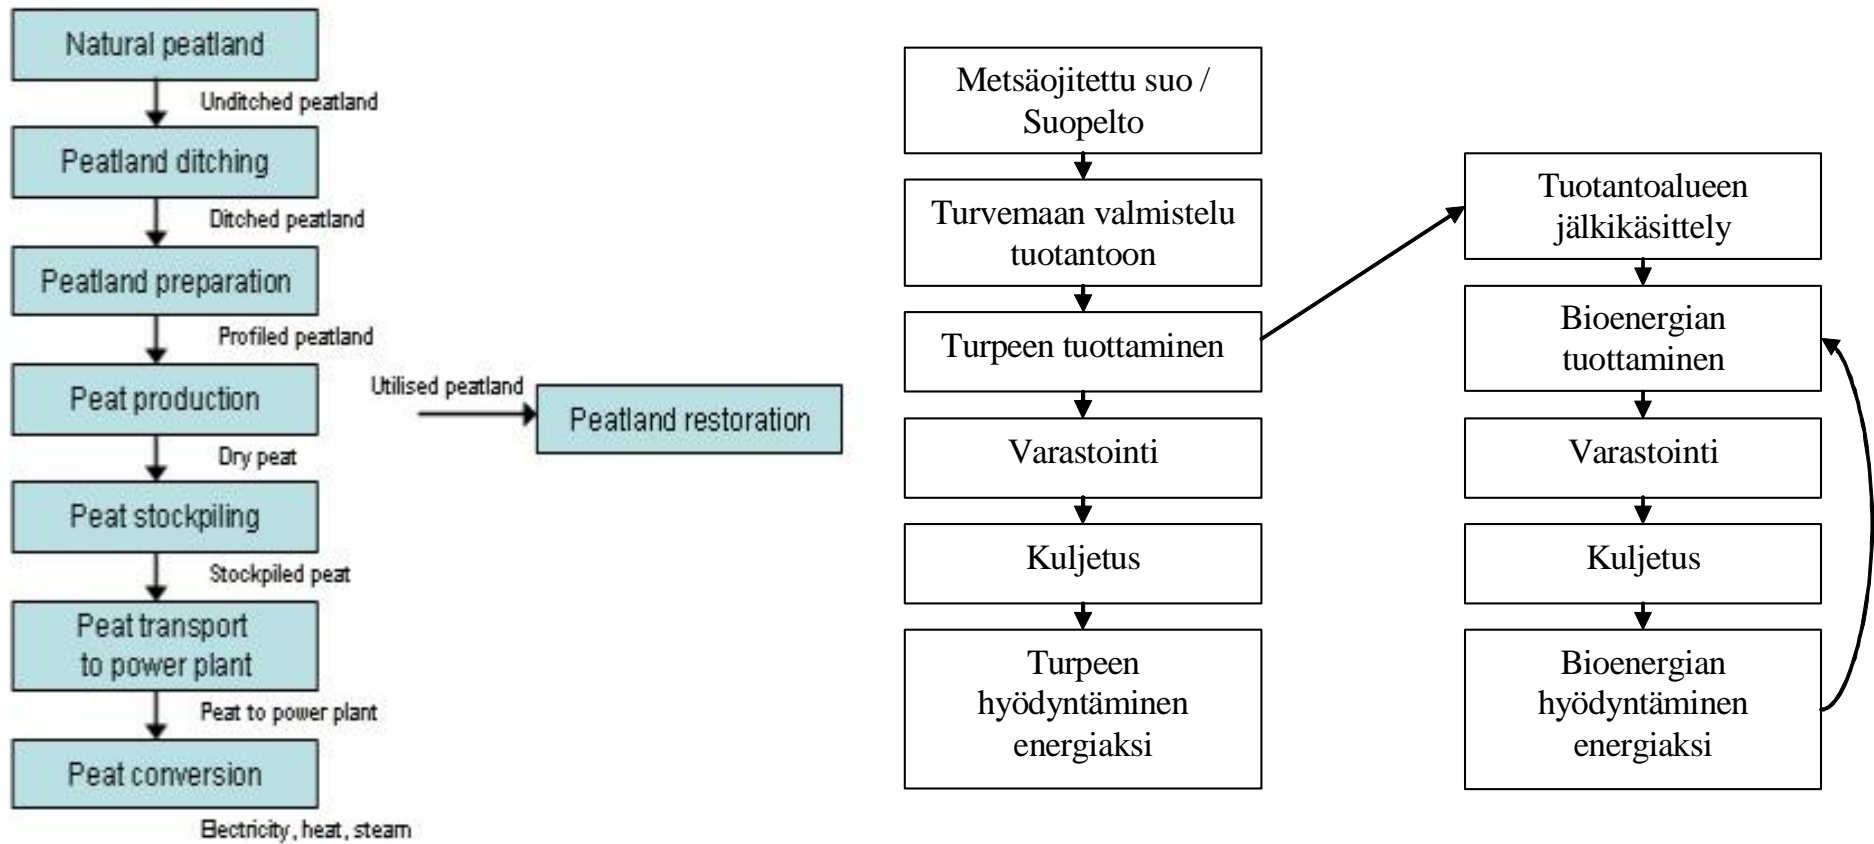 Natural peatland
Unditched peatland
Peatland ditching
Ditched peatland
Peatland preparation
Profiled peatland
Peat production
Utilised peatland
Peatland restoration
Dry peat
Peat stockpiling
Stockpiled peat
Peat transport
to power plant
Peat to power plant
Peat conversion
Electricity, heat, steam
Metsäojitettu suo /
Suopelto
Turvemaan valmistelu
tuotantoon
Turpeen tuottaminen
Varastointi
Kuljetus
Turpeen
hyödyntäminen
energiaksi
Tuotantoalueen
jälkikäsittely
Bioenergian
tuottaminen
Varastointi
Kuljetus
Bioenergian
hyödyntäminen
energiaksi